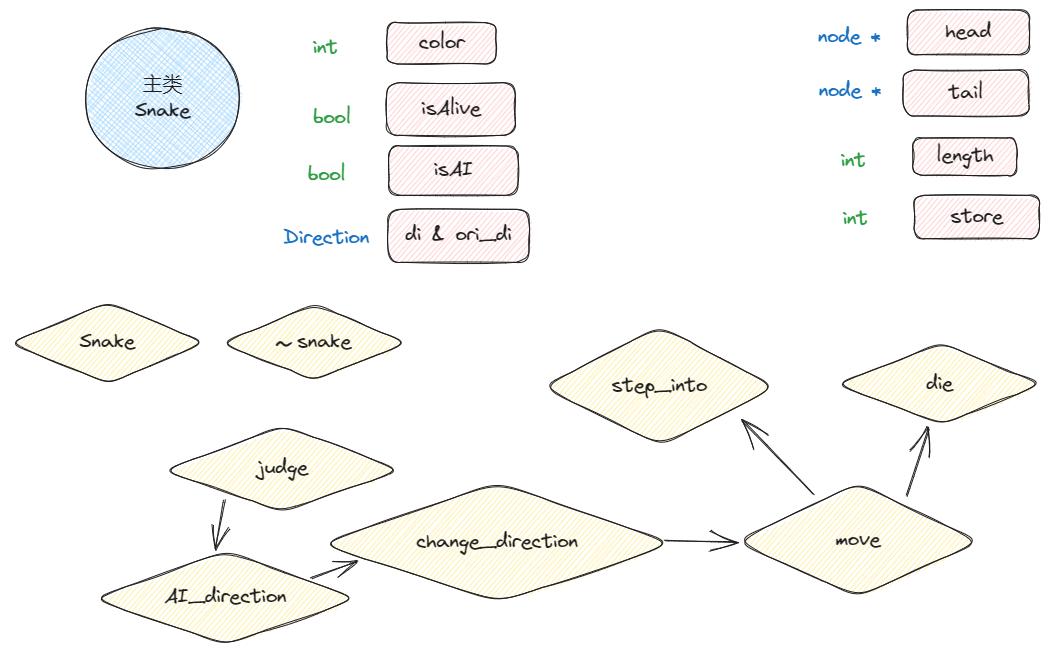 主类
Snake
int
color
bool
isAlive
bool
isAI
Direction
di & ori_di
node *
head
node *
tail
int
length
int
store
Snake
~snake
step_into
die
judge
change_direction
move
AI_direction